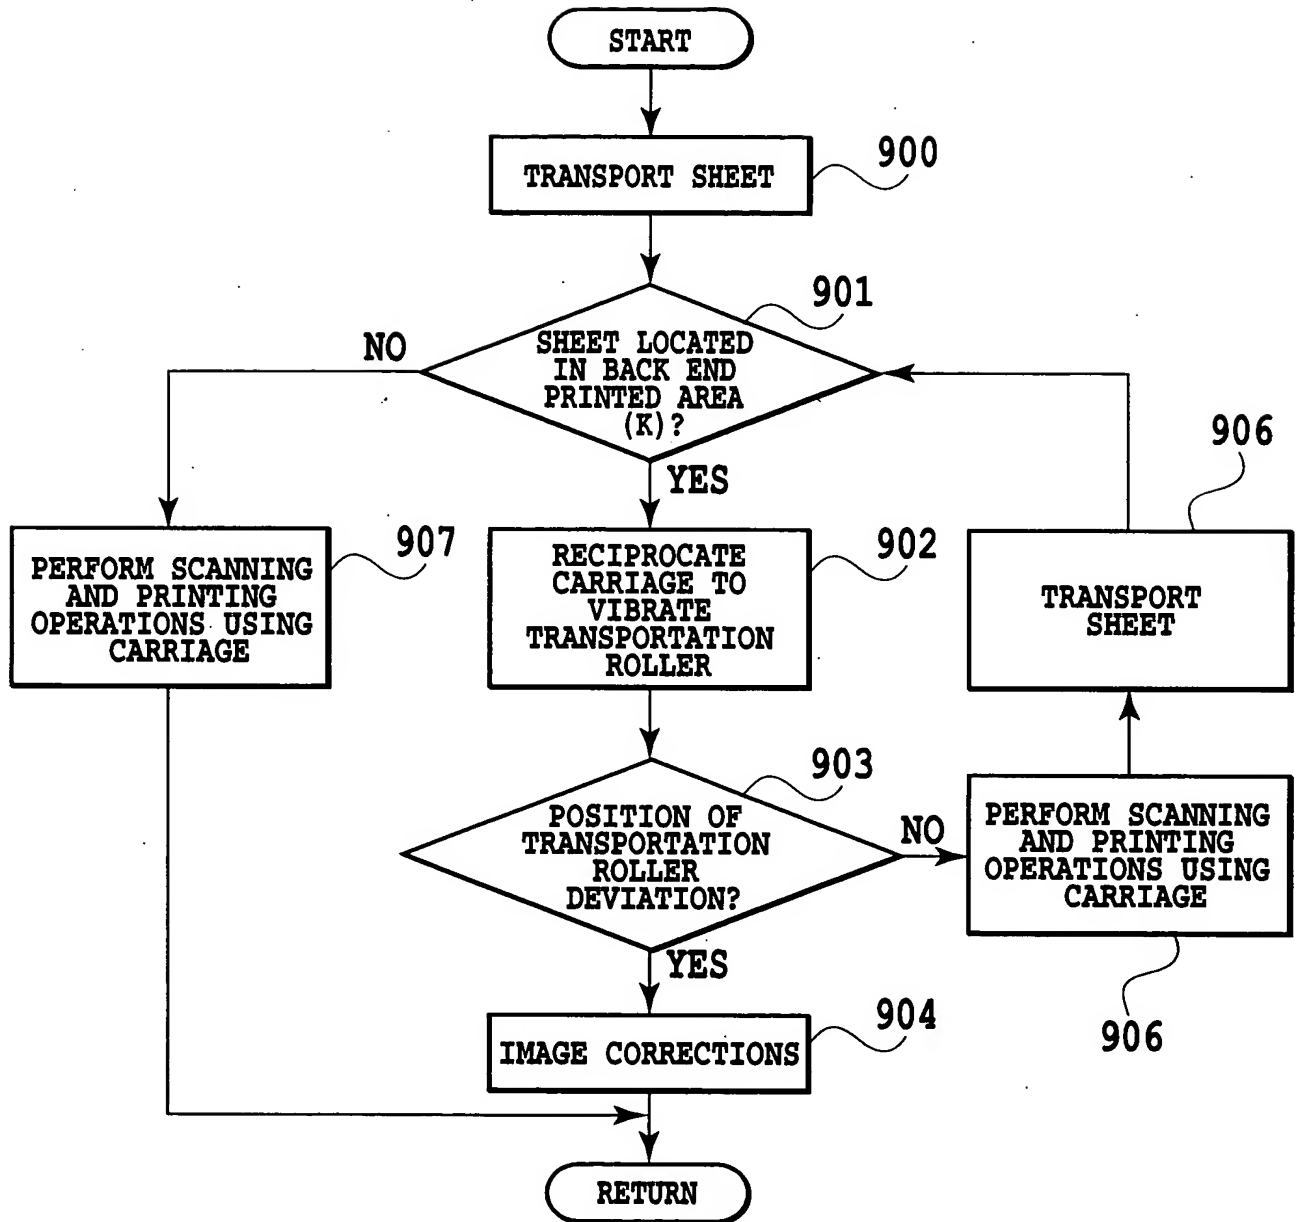 START
TRANSPORT SHEET
900
SHEET LOCATED
IN BACK END
PRINTED AREA
(K)?
901
NO
YES
PERFORM SCANNING
AND PRINTING
OPERATIONS USING
CARRIAGE
907
RECIPROCATE
CARRIAGE TO
VIBRATE
TRANSPORTATION
ROLLER
902
TRANSPORT
SHEET
906
POSITION OF
TRANSPORTATION
ROLLER
DEVIATION?
903
NO
YES
PERFORM SCANNING
AND PRINTING
OPERATIONS USING
CARRIAGE
906
IMAGE CORRECTIONS
904
RETURN